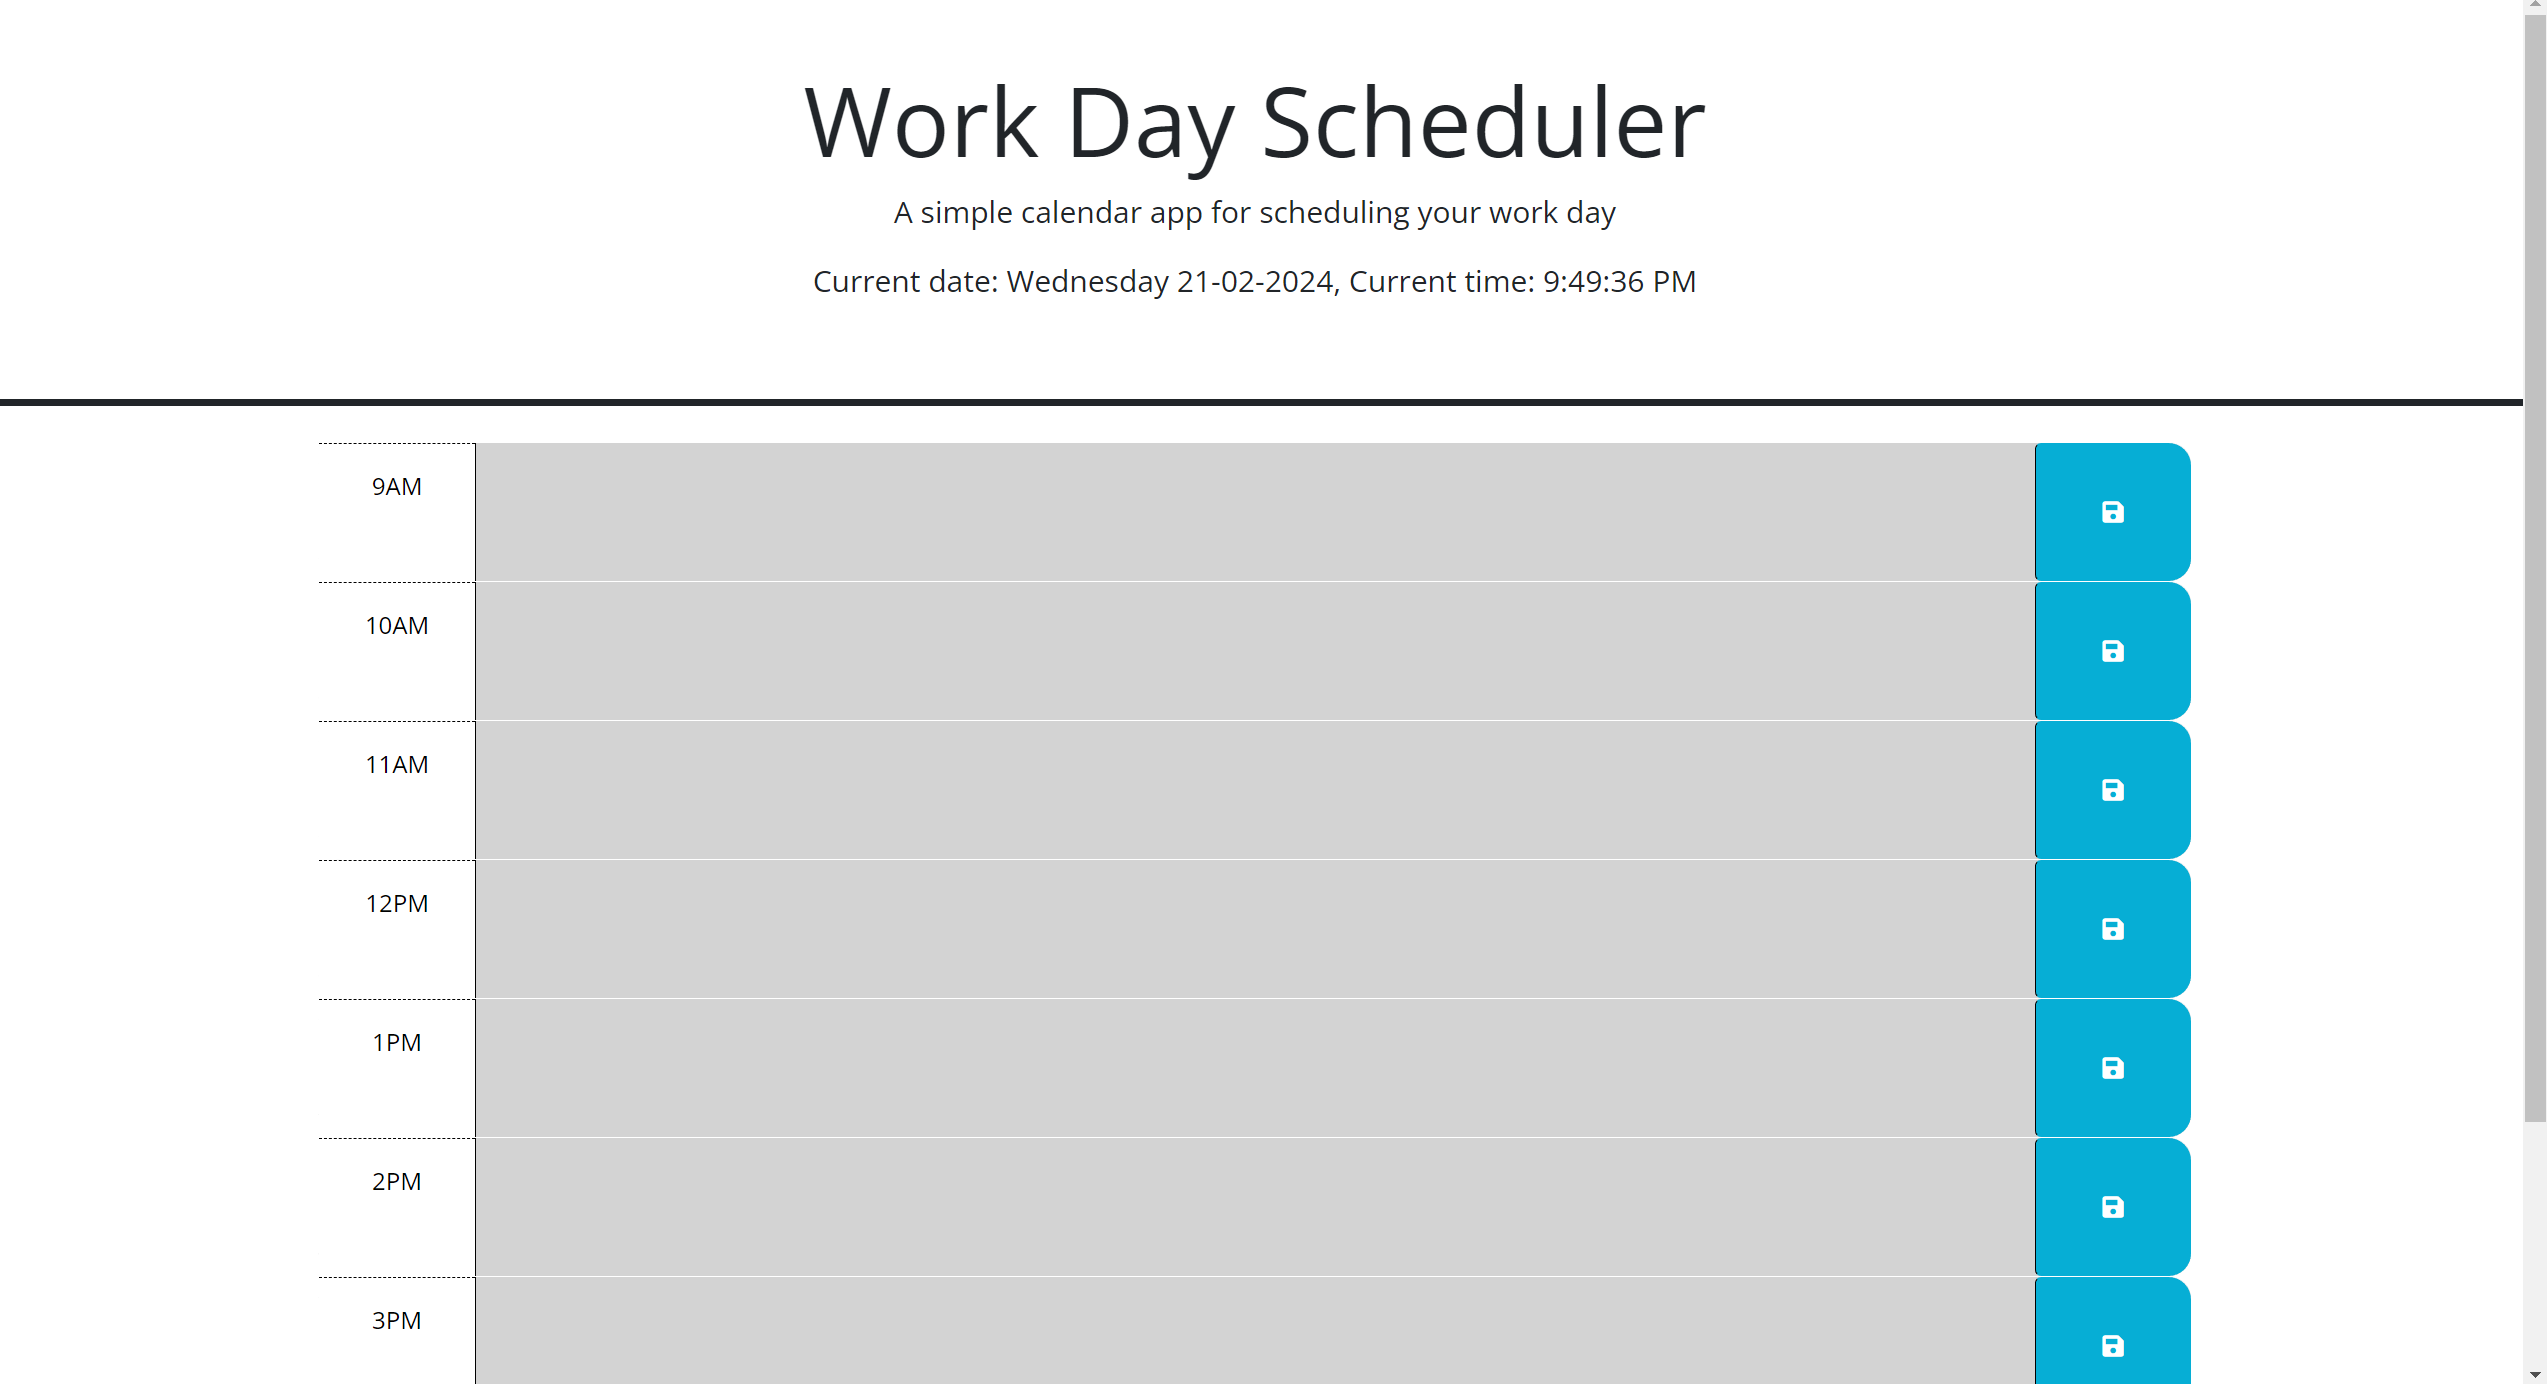 Work Day Scheduler
A simple calendar app for scheduling your work day
Current date: Wednesday 21-02-2024, Current time: 9:49:36 PM
9AM
10AM
11AM
12PM
1PM
2PM
3PM